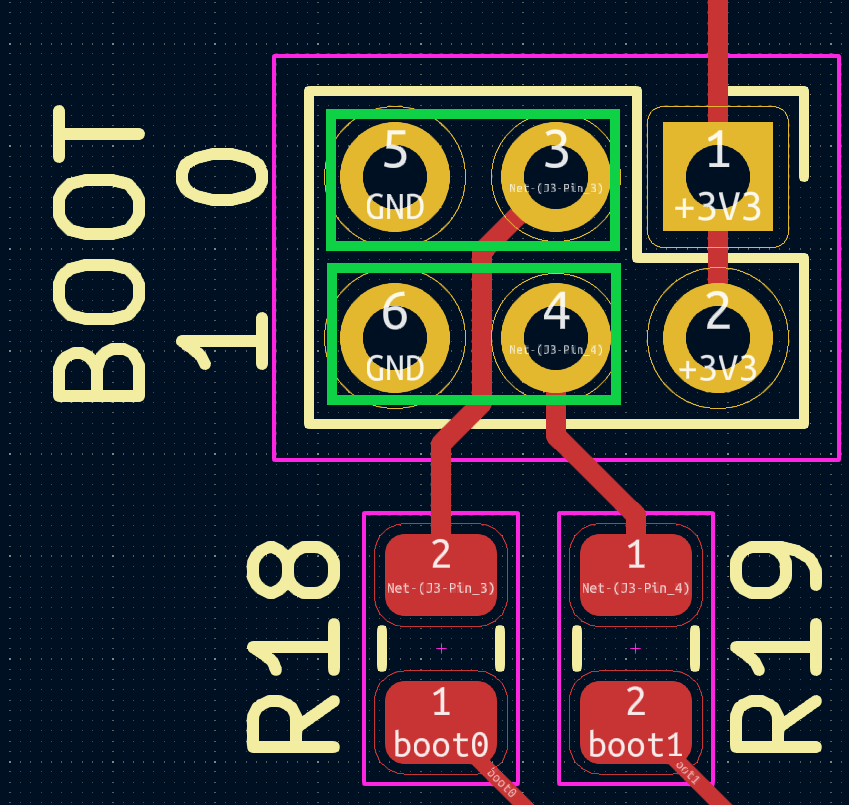 BOOT
0
1
5
GND
3
Net-(J3-Pin_3)
1
+3V3
6
GND
4
Net-(J3-Pin_4)
2
+3V3
R18
2
Net-(J3-Pin_3)
1
boot0
boot0
1
Net-(J3-Pin_4)
2
boot1
boot1
R19